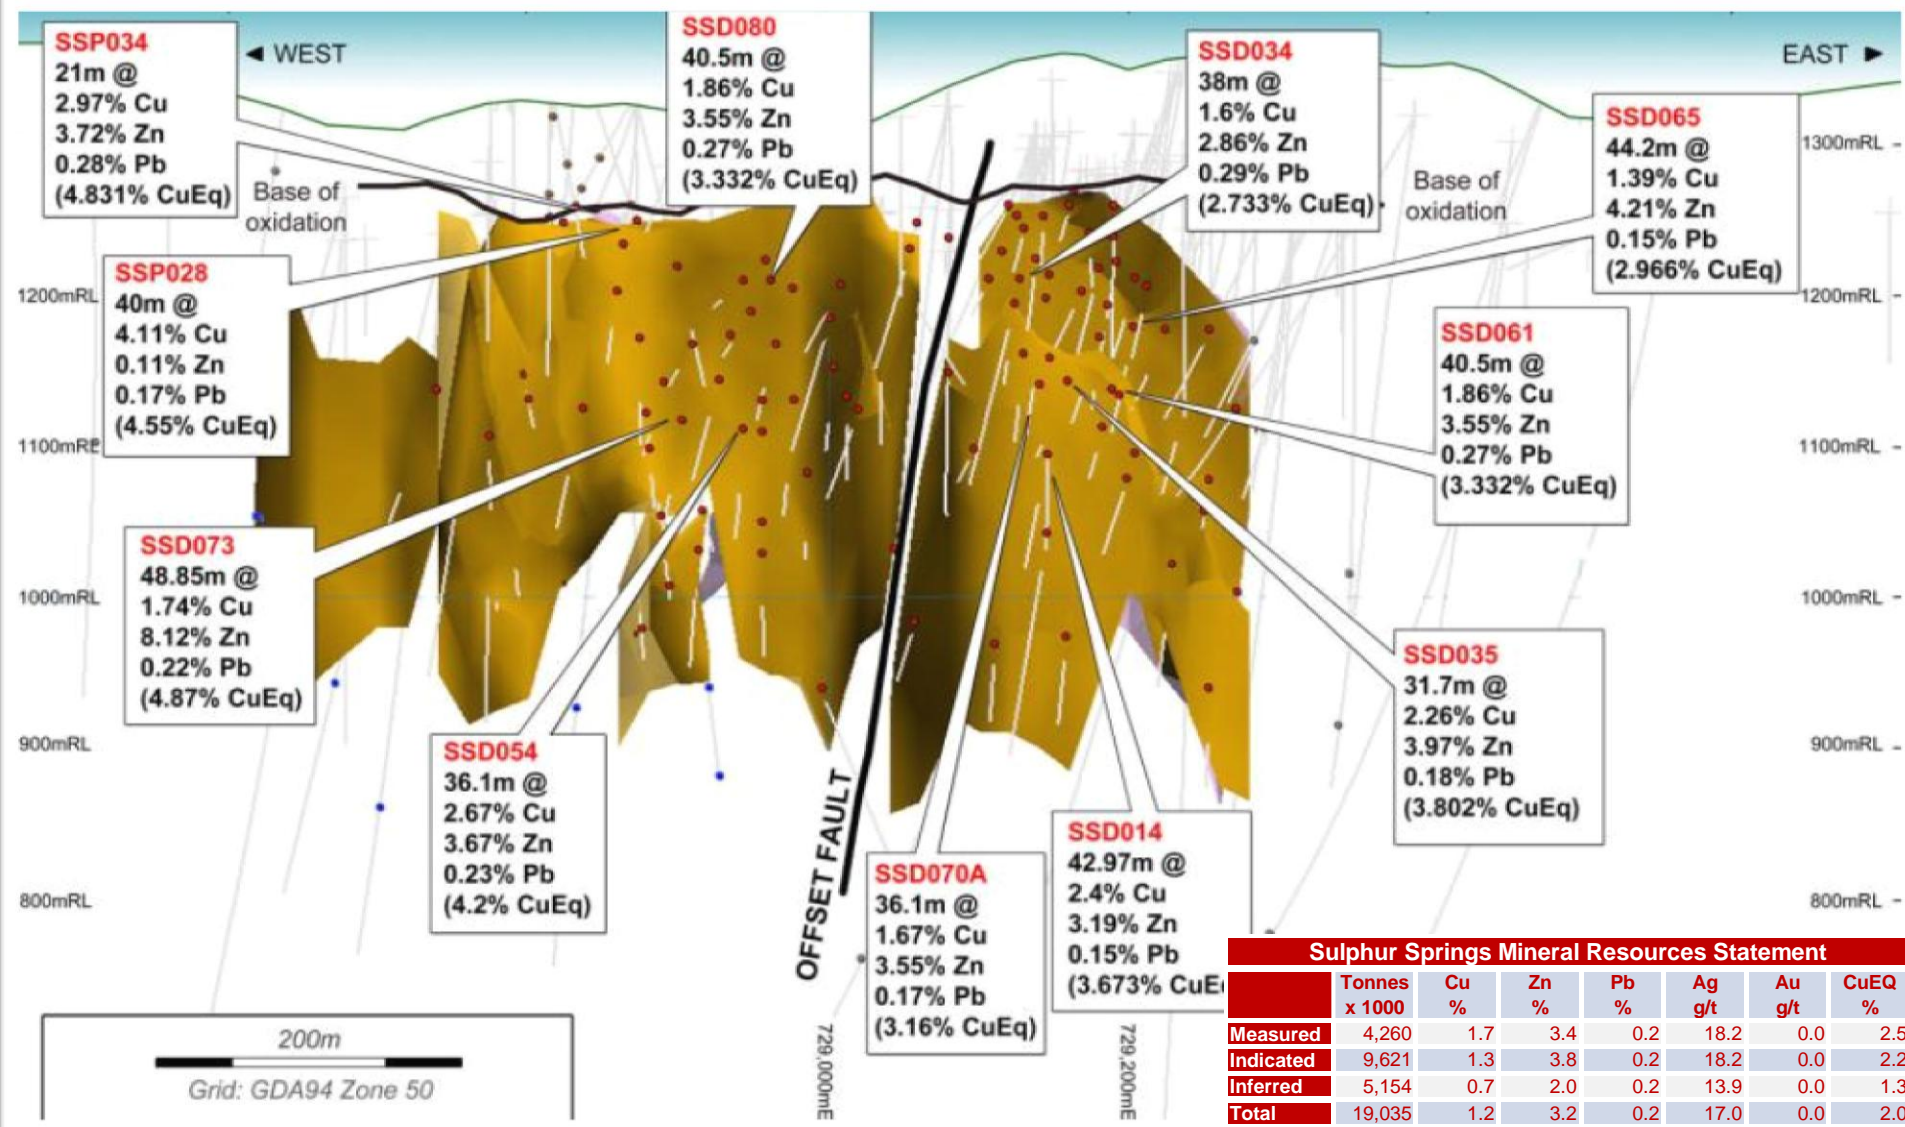 ◄ WEST
EAST ►
SSP034
21m @
2.97% Cu
3.72% Zn
0.28% Pb
(4.831% CuEq)
SSD080
40.5m @
1.86% Cu
3.55% Zn
0.27% Pb
(3.332% CuEq)
SSD034
38m @
1.6% Cu
2.86% Zn
0.29% Pb
(2.733% CuEq)
SSD065
44.2m @
1.39% Cu
4.21% Zn
0.15% Pb
(2.966% CuEq)
Base of
oxidation
Base of
oxidation
SSP028
40m @
4.11% Cu
0.11% Zn
0.17% Pb
(4.55% CuEq)
SSD061
40.5m @
1.86% Cu
3.55% Zn
0.27% Pb
(3.332% CuEq)
SSD073
48.85m @
1.74% Cu
8.12% Zn
0.22% Pb
(4.87% CuEq)
SSD035
31.7m @
2.26% Cu
3.97% Zn
0.18% Pb
(3.802% CuEq)
SSD054
36.1m @
2.67% Cu
3.67% Zn
0.23% Pb
(4.2% CuEq)
SSD070A
36.1m @
1.67% Cu
3.55% Zn
0.17% Pb
(3.16% CuEq)
SSD014
42.97m @
2.4% Cu
3.19% Zn
0.15% Pb
(3.673% CuE
OFFSET FAULT
1200mRL
1100mRL
1000mRL
900mRL
800mRL
1300mRL
1200mRL
1100mRL
1000mRL
900mRL
800mRL
729,000mE
729,200mE
200m
Grid: GDA94 Zone 50
Sulphur Springs Mineral Resources Statement
Tonnes Cu Zn Pb Ag Au CuEQ
x 1000 % % % g/t g/t %
Measured 4,260 1.7 3.4 0.2 18.2 0.0 2.5
Indicated 9,621 1.3 3.8 0.2 18.2 0.0 2.2
Inferred 5,154 0.7 2.0 0.2 13.9 0.0 1.3
Total 19,035 1.2 3.2 0.2 17.0 0.0 2.0